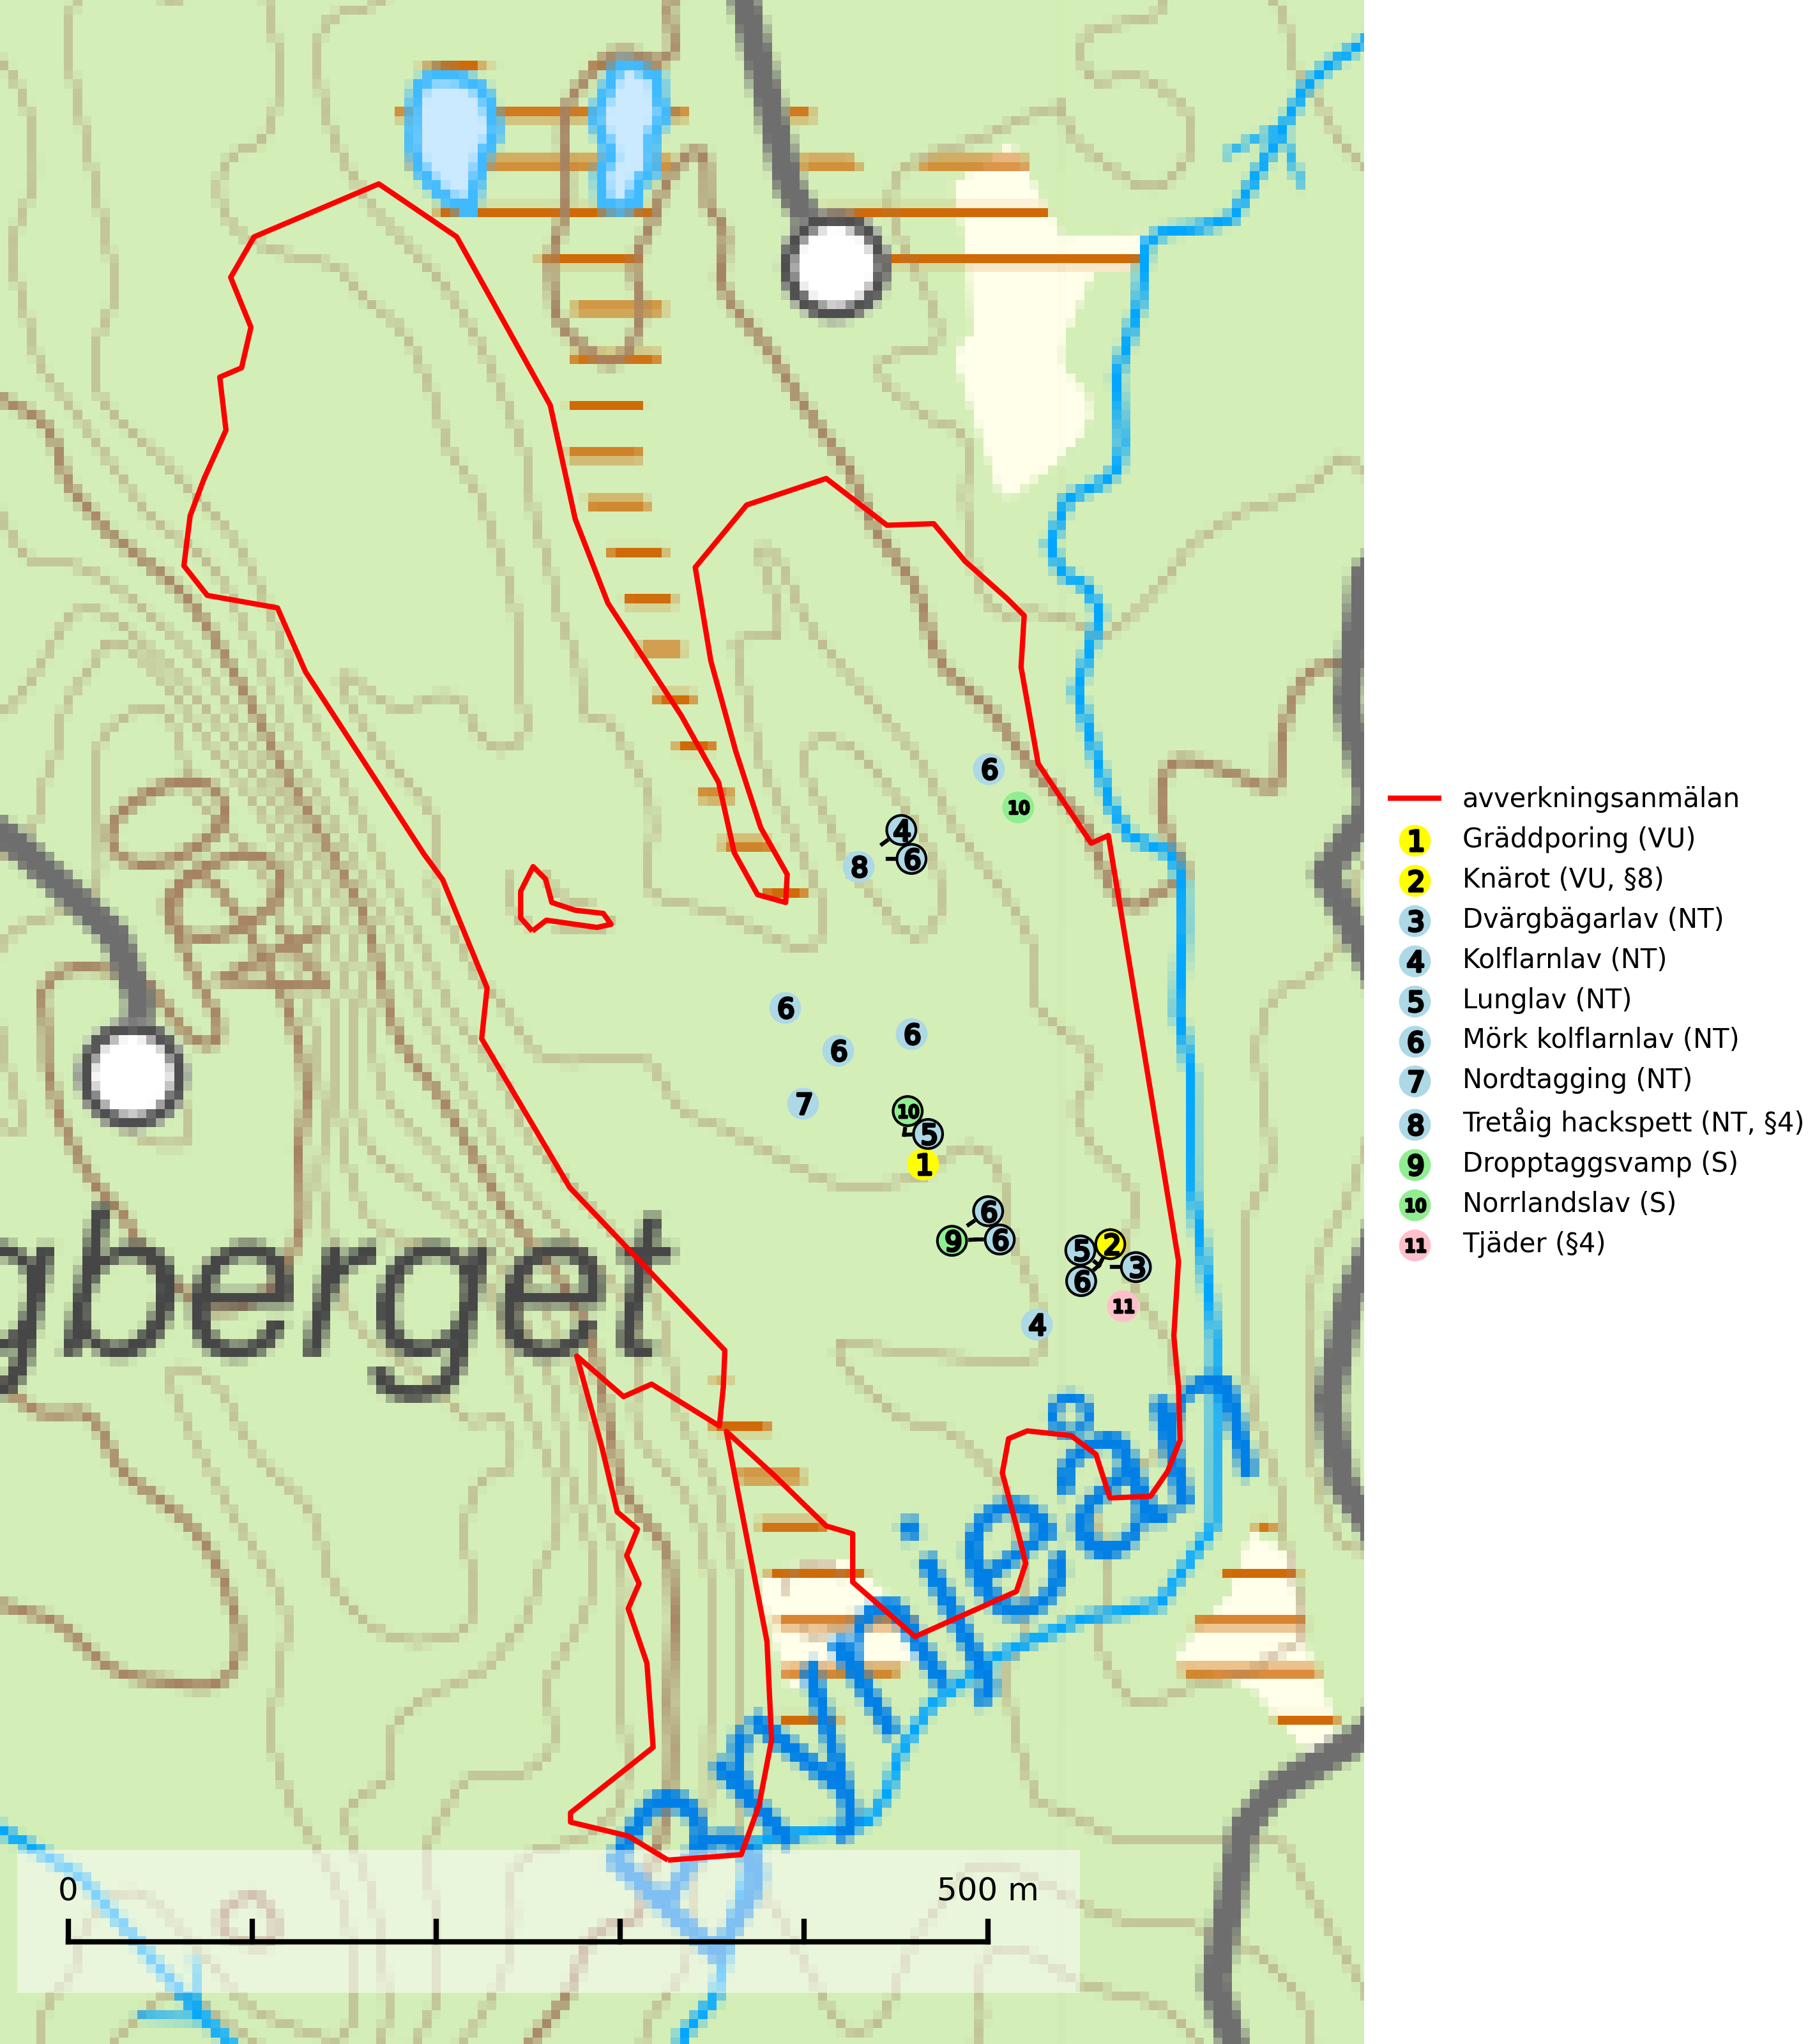 6
10
4
8 6
6
6
6
7
10
5
1
6
9 6
5 2
3
6
11
4
gberget
0 500 m
avverkningsanmälan
1 Gräddporing (VU)
2 Knärot (VU, §8)
3 Dvärgbägarlav (NT)
4 Kolflarnlav (NT)
5 Lunglav (NT)
6 Mörk kolflarnlav (NT)
7 Nordtagging (NT)
8 Tretåig hackspett (NT, §4)
9 Dropptaggsvamp (S)
10 Norrlandslav (S)
11 Tjäder (§4)